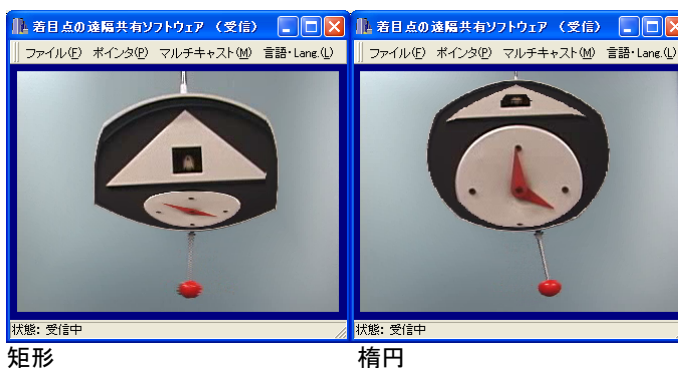 着目点の遠隔共有ソフトウェア （受信）
ファイル(F) ポインタ(P) マルチキャスト(M) 言語・Lang.(L)
状態: 受信中
矩形
着目点の遠隔共有ソフトウェア （受信）
ファイル(F) ポインタ(P) マルチキャスト(M) 言語・Lang.(L)
状態: 受信中
楕円